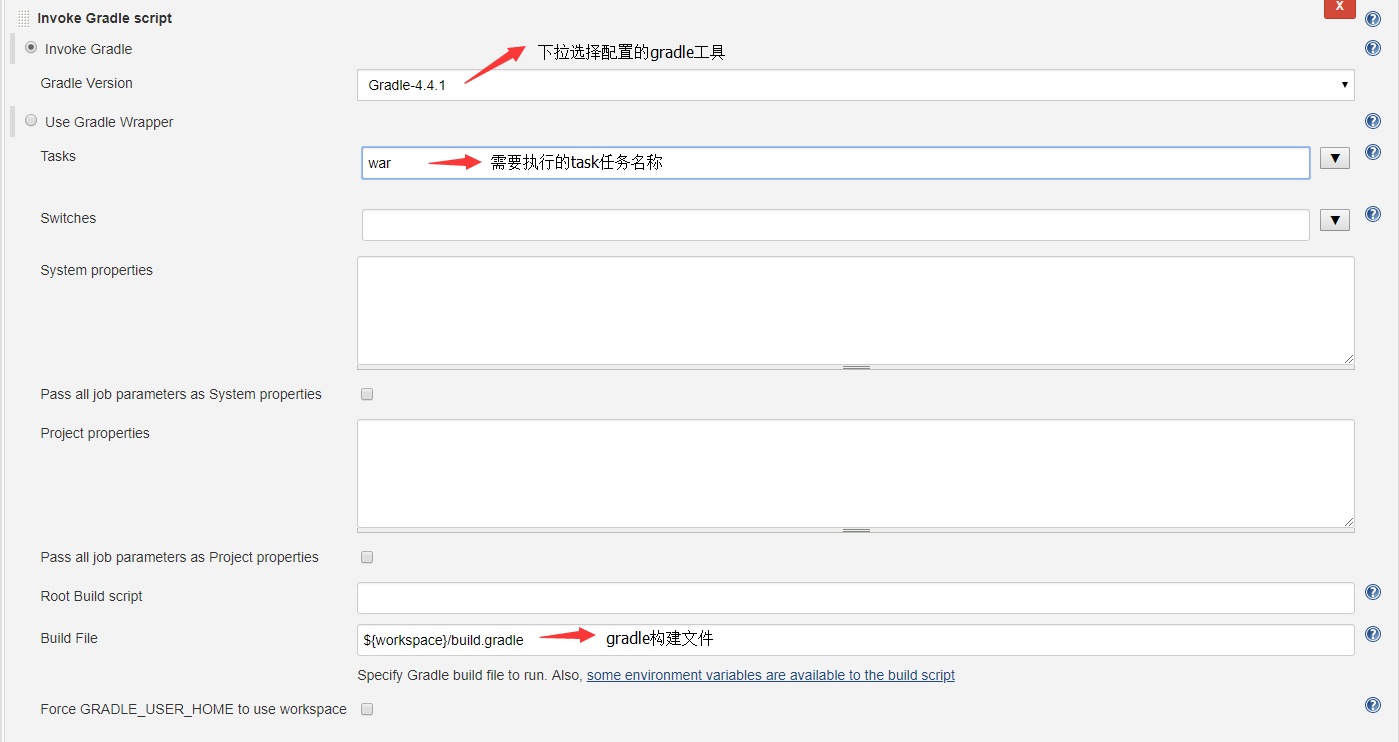 Invoke Gradle script
X
Invoke Gradle
下拉选择配置的gradle工具
Gradle Version
Gradle-4.4.1
Use Gradle Wrapper
Tasks
war
需要执行的task任务名称
Switches
System properties
Pass all job parameters as System properties
Project properties
Pass all job parameters as Project properties
Root Build script
Build File
${workspace}/build.gradle
gradle构建文件
Specify Gradle build file to run. Also, some environment variables are available to the build script
Force GRADLE_USER_HOME to use workspace